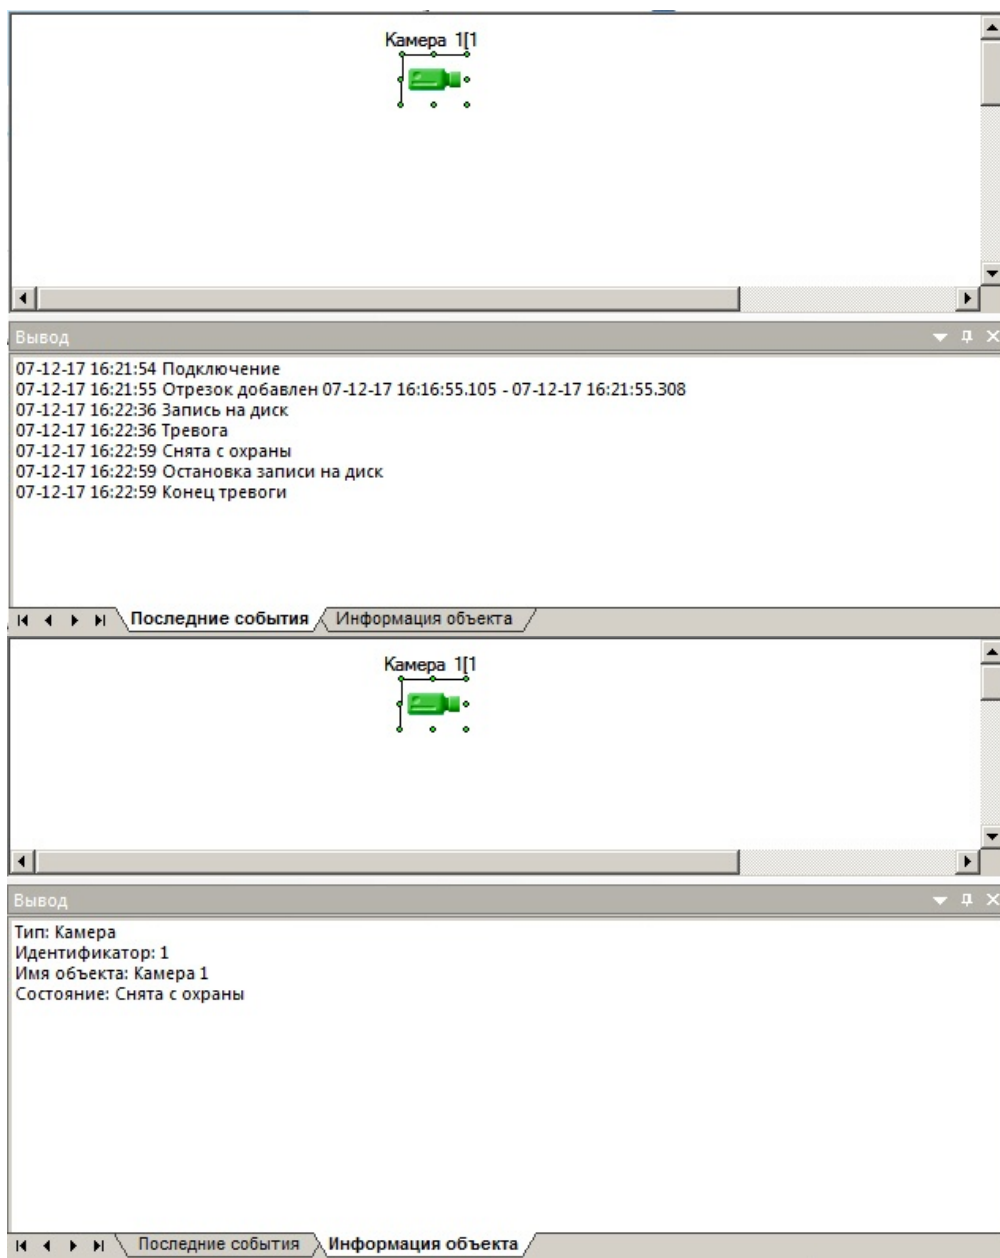 Камера 1[1
Вывод
07-12-17 16:21:54 Подключение
07-12-17 16:21:55 Отрезок добавлен 07-12-17 16:16:55.105 - 07-12-17 16:21:55.308
07-12-17 16:22:36 Запись на диск
07-12-17 16:22:36 Тревога
07-12-17 16:22:59 Снята с охраны
07-12-17 16:22:59 Остановка записи на диск
07-12-17 16:22:59 Конец тревоги
Последние события Информация объекта
Камера 1[1
Вывод
Тип: Камера
Идентификатор: 1
Имя объекта: Камера 1
Состояние: Снята с охраны
Последние события Информация объекта